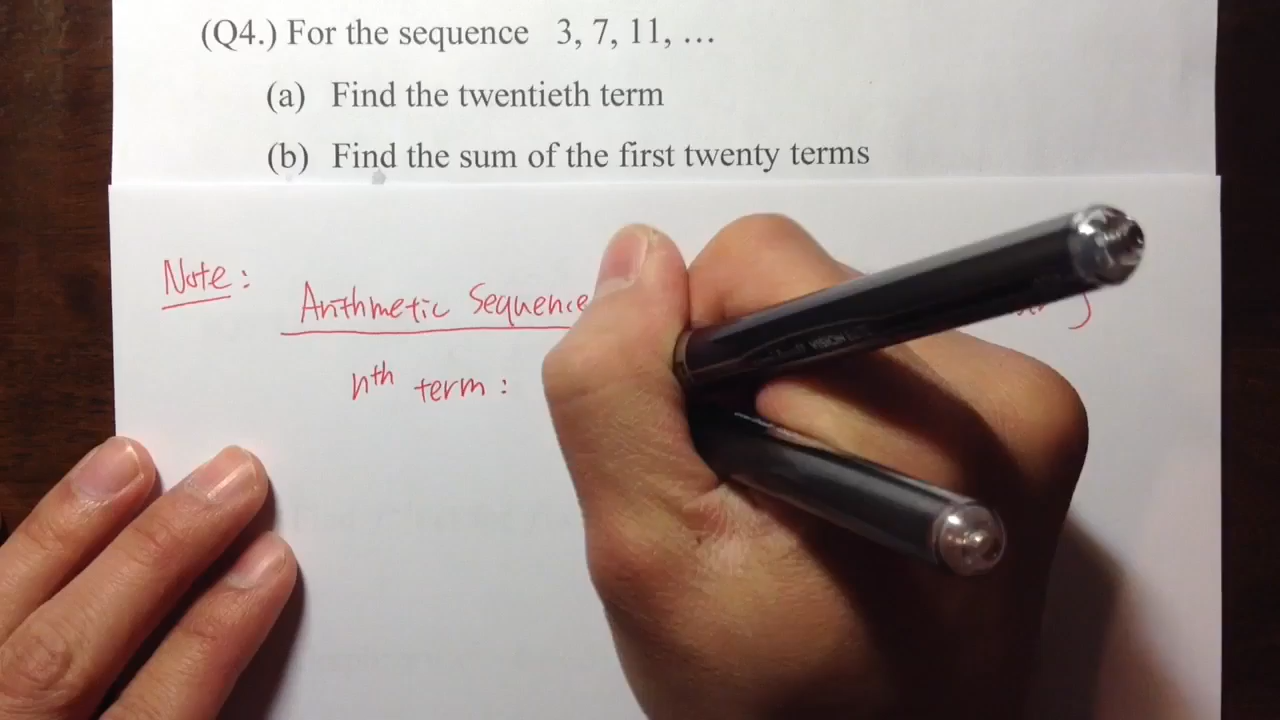 (Q4.) For the sequence 3, 7, 11, ...
(a) Find the twentieth term
(b) Find the sum of the first twenty terms
Note:
Arithmetic Sequence
nth term:
VISION